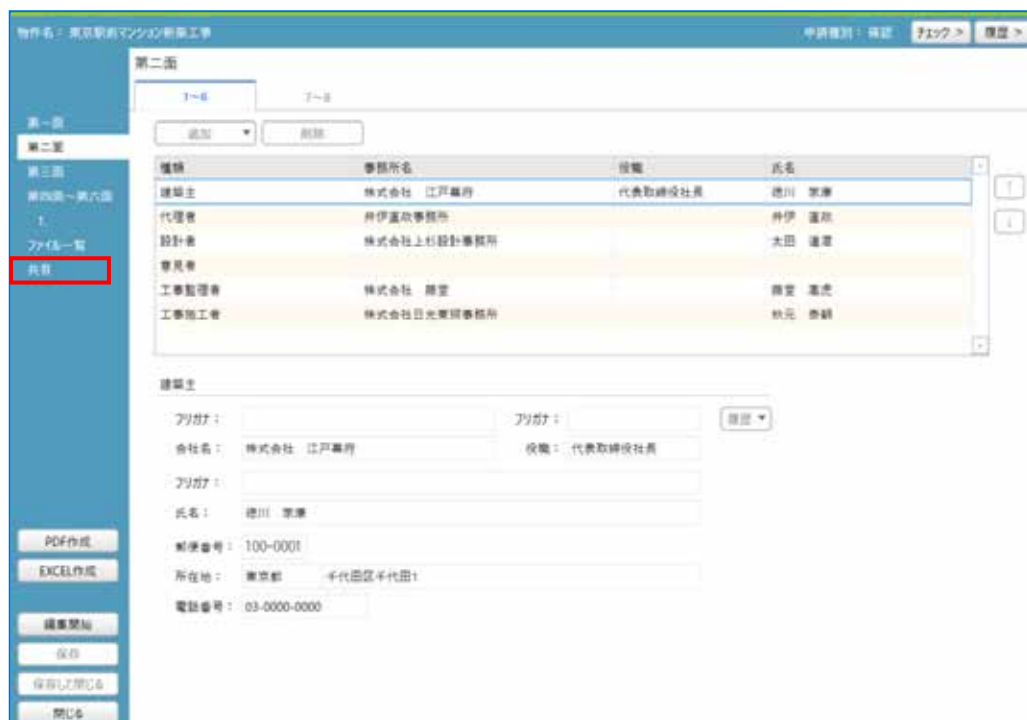 物件名： 東京駅前マンション新築工事 申請種別： 確認 チェック > 履歴 >
第二面
1～6 7～8
第一面
第二面
第三面
第四面～第六面
1.
ファイル一覧
共有
追加 削除
種類 事務所名 役職 氏名
建築主 株式会社 江戸幕府 代表取締役社長 徳川 家康
代理者 井伊直政事務所 井伊 直政
設計者 株式会社上杉設計事務所 太田 道灌
意見者
工事監理者 株式会社 藤堂 藤堂 高虎
工事施工者 株式会社日光東照事務所 秋元 泰朝
建築主
フリガナ： フリガナ： 履歴
会社名： 株式会社 江戸幕府 役職： 代表取締役社長
フリガナ：
氏名： 徳川 家康
郵便番号： 100-0001
所在地： 東京都 千代田区千代田1
電話番号： 03-0000-0000
PDF作成
EXCEL作成
編集開始
保存
保存して閉じる
閉じる